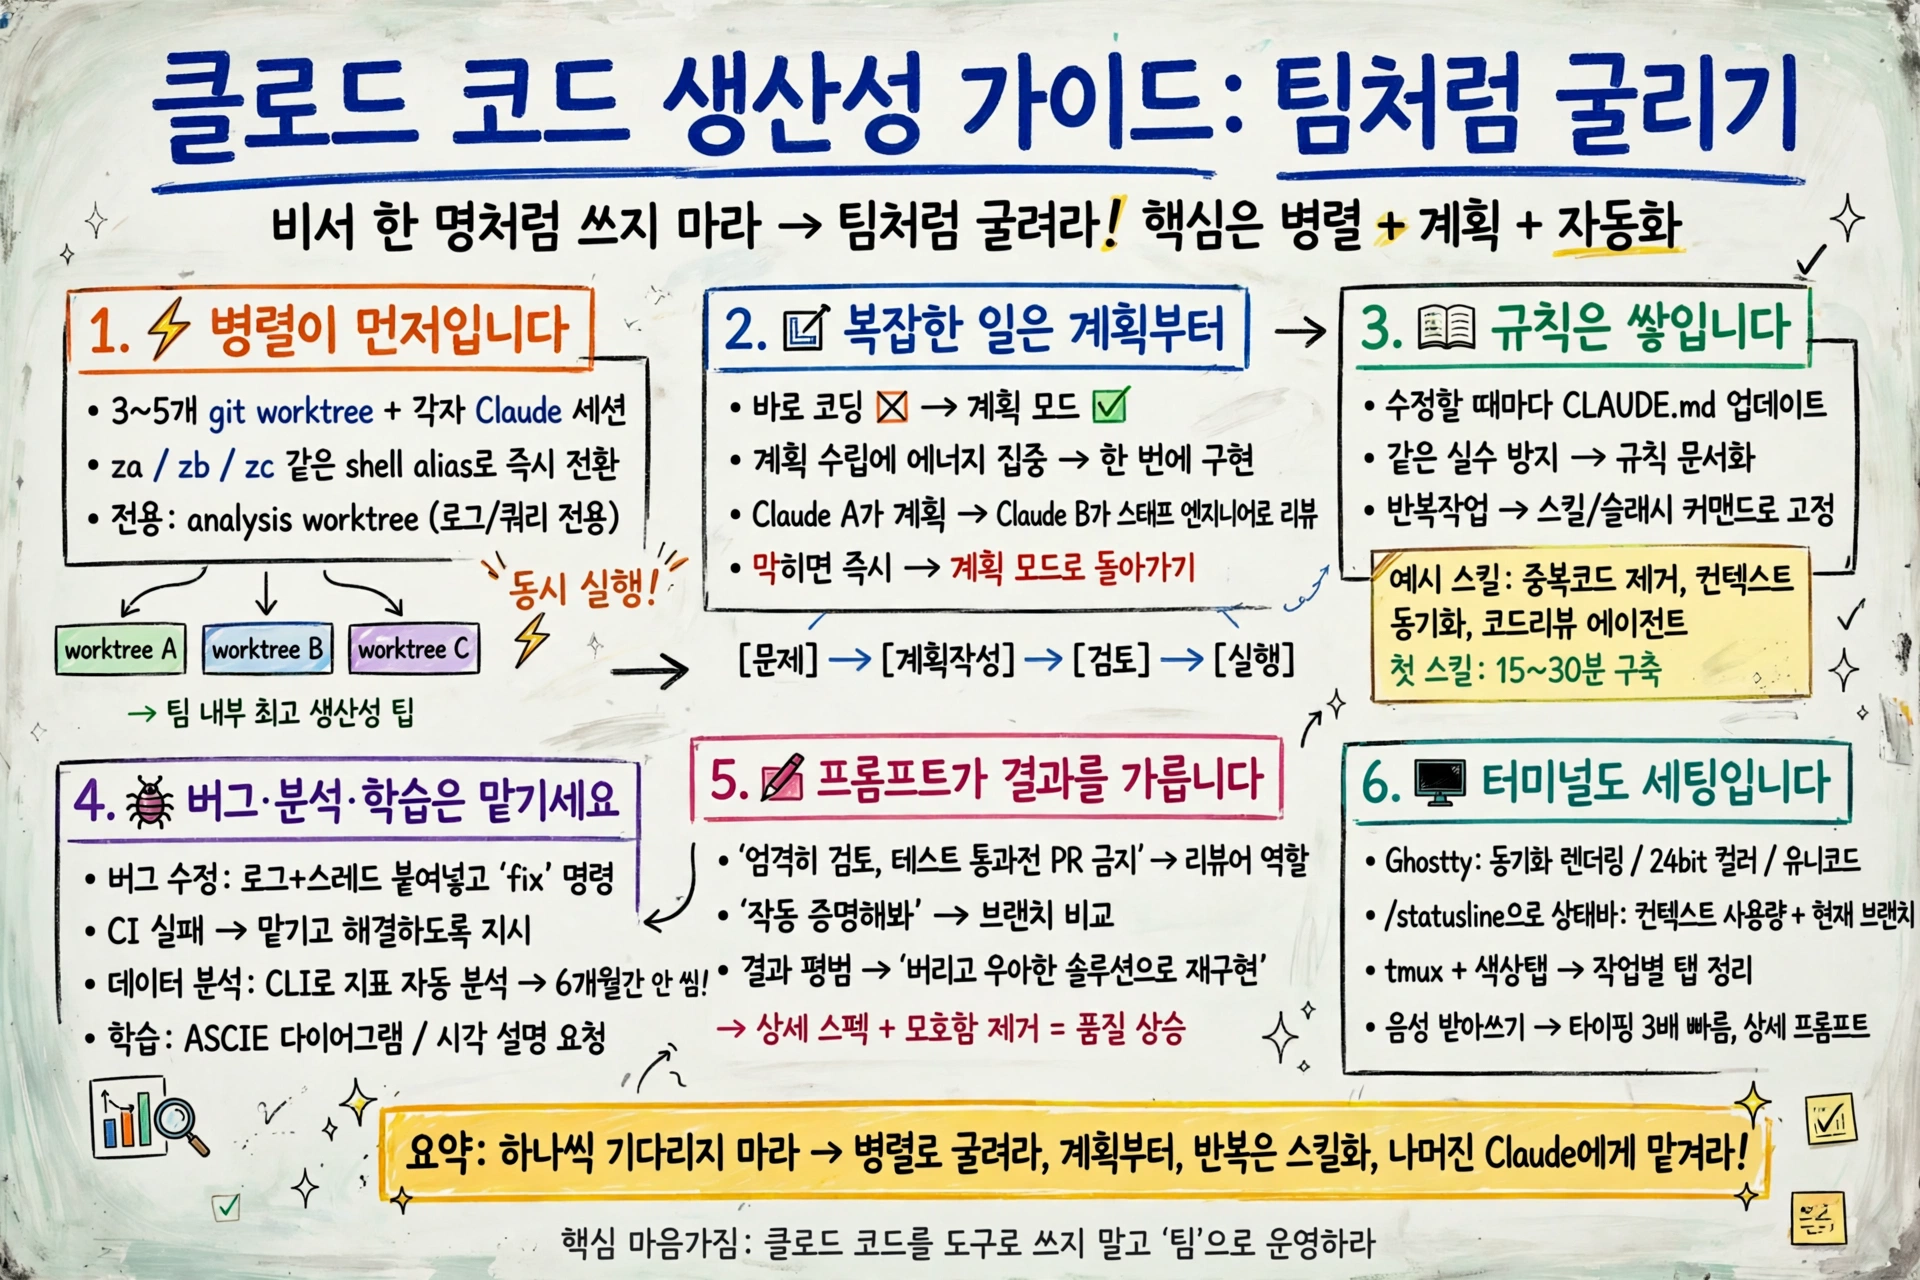 클로드 코드 생산성 가이드: 팀처럼 굴리기
비서 한 명처럼 쓰지 마라 → 팀처럼 굴려라! 핵심은 병렬 + 계획 + 자동화
1. 병렬이 먼저입니다
• 3~5개 git worktree + 각자 Claude 세션
• za / zb / zc 같은 shell alias로 즉시 전환
• 전용: analysis worktree (로그/쿼리 전용)
동시 실행!
worktree A
worktree B
worktree C
→ 팀 내부 최고 생산성 팁
2. 복잡한 일은 계획부터
• 바로 코딩 ☒ → 계획 모드 ☑
• 계획 수립에 에너지 집중 → 한 번에 구현
• Claude A가 계획 → Claude B가 스태프 엔지니어로 리뷰
• 막히면 즉시 → 계획 모드로 돌아가기
[문제] → [계획작성] → [검토] → [실행]
3. 규칙은 쌓입니다
• 수정할 때마다 CLAUDE.md 업데이트
• 같은 실수 방지 → 규칙 문서화
• 반복작업 → 스킬/슬래시 커맨드로 고정
예시 스킬: 중복코드 제거, 컨텍스트
동기화, 코드리뷰 에이전트
첫 스킬: 15~30분 구축
4. 버그·분석·학습은 맡기세요
• 버그 수정: 로그+스레드 붙여넣고 'fix' 명령
• CI 실패 → 맡기고 해결하도록 지시
• 데이터 분석: CLI로 지표 자동 분석 → 6개월간 안 씀!
• 학습: ASCIE 다이어그램 / 시각 설명 요청
5. 프롬프트가 결과를 가릅니다
• '엄격히 검토, 테스트 통과전 PR 금지' → 리뷰어 역할
• '작동 증명해봐' → 브랜치 비교
• 결과 평범 → '버리고 우아한 솔루션으로 재구현'
→ 상세 스펙 + 모호함 제거 = 품질 상승
6. 터미널도 세팅입니다
• Ghostty: 동기화 렌더링 / 24bit 컬러 / 유니코드
• /statusline으로 상태바: 컨텍스트 사용량 + 현재 브랜치
• tmux + 색상탭 → 작업별 탭 정리
• 음성 받아쓰기 → 타이핑 3배 빠름, 상세 프롬프트
요약: 하나씩 기다리지 마라 → 병렬로 굴려라, 계획부터, 반복은 스킬화, 나머진 Claude에게 맡겨라!
핵심 마음가짐: 클로드 코드를 도구로 쓰지 말고 '팀'으로 운영하라